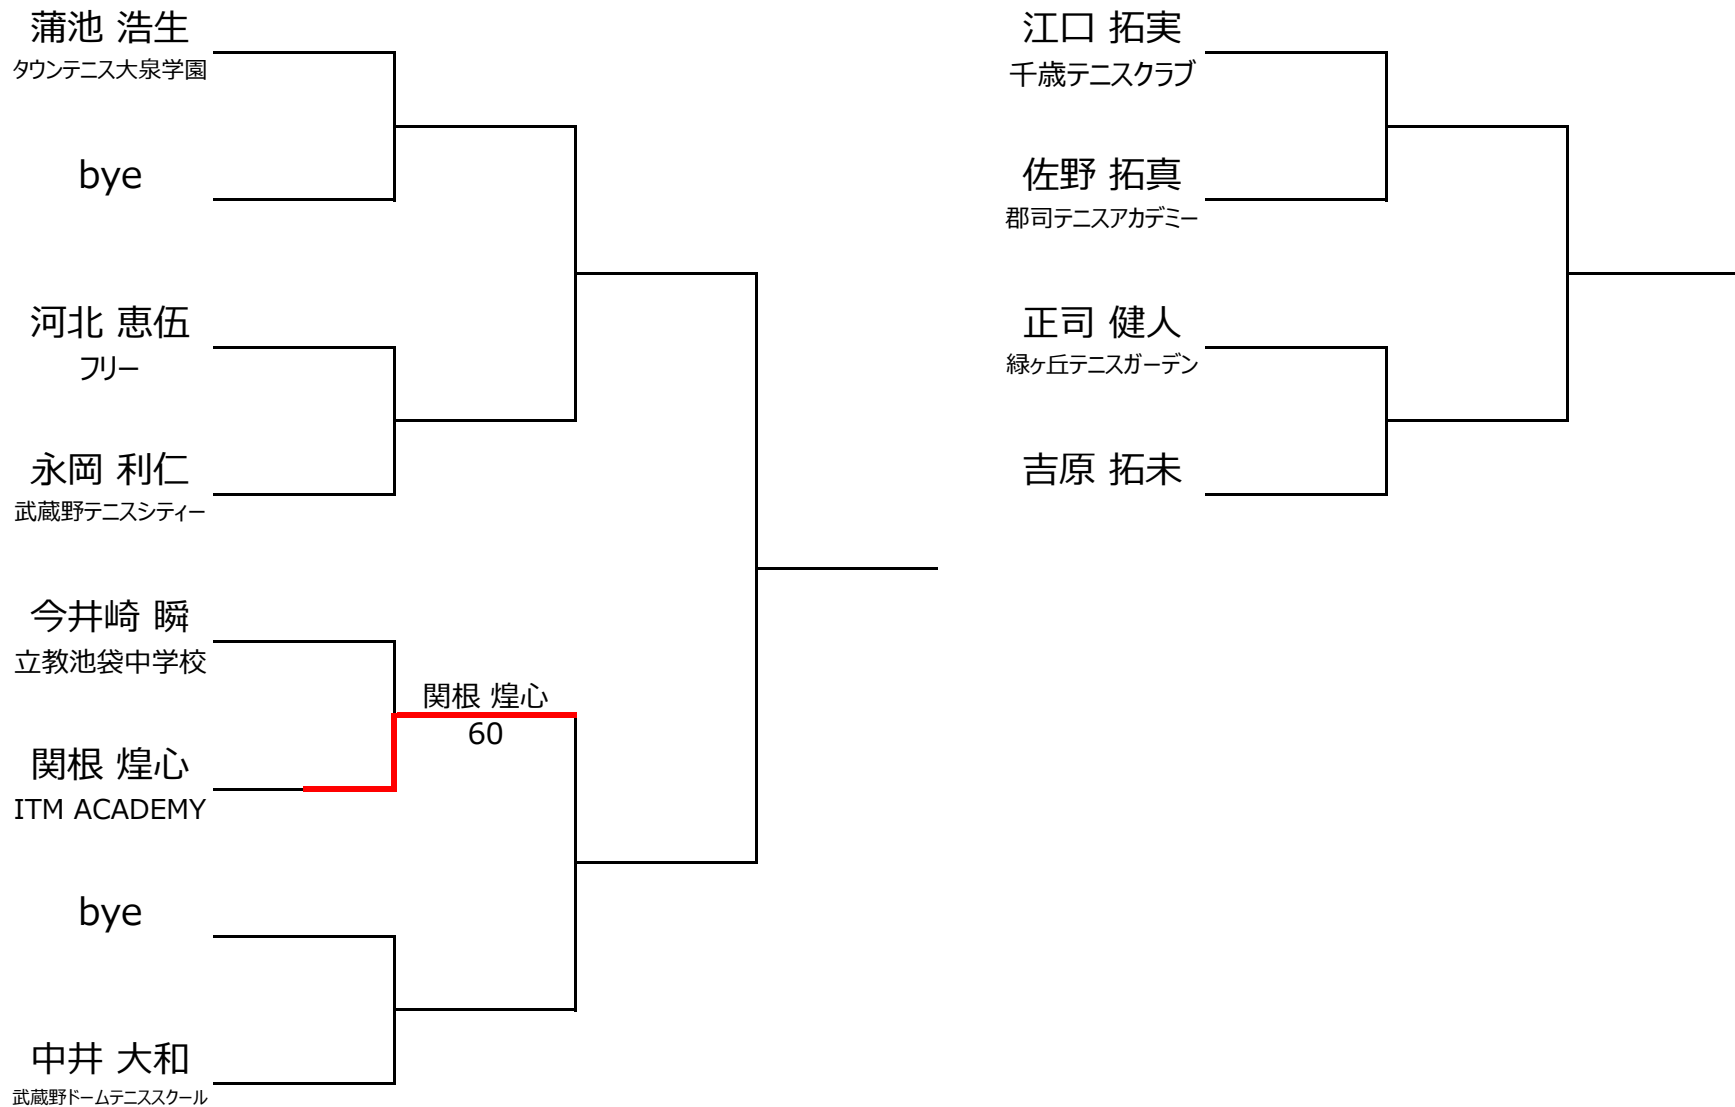 蒲池 浩生
タウンテニス大泉学園
bye
河北 恵伍
フリー
永岡 利仁
武蔵野テニスシティー
今井崎 瞬
立教池袋中学校
関根 煌心
60
関根 煌心
ITM ACADEMY
bye
中井 大和
武蔵野ドームテニススクール
江口 拓実
千歳テニスクラブ
佐野 拓真
郡司テニスアカデミー
正司 健人
緑ヶ丘テニスガーデン
吉原 拓未